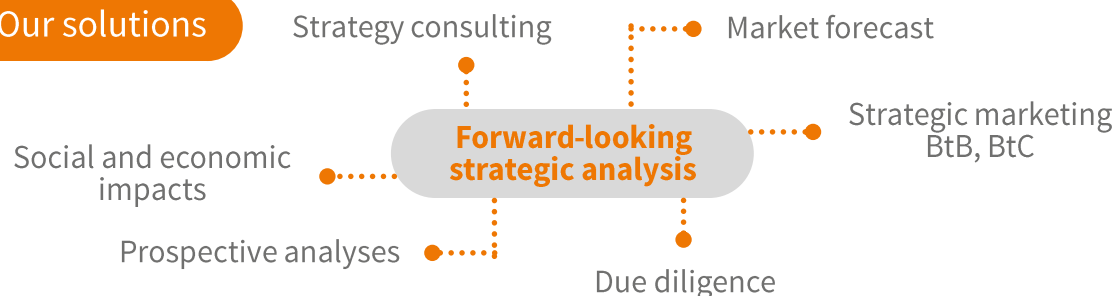 Our solutions
Strategy consulting
Market forecast
Strategic marketing
BtB, BtC
Forward-looking
strategic analysis
Social and economic
impacts
Prospective analyses
Due diligence